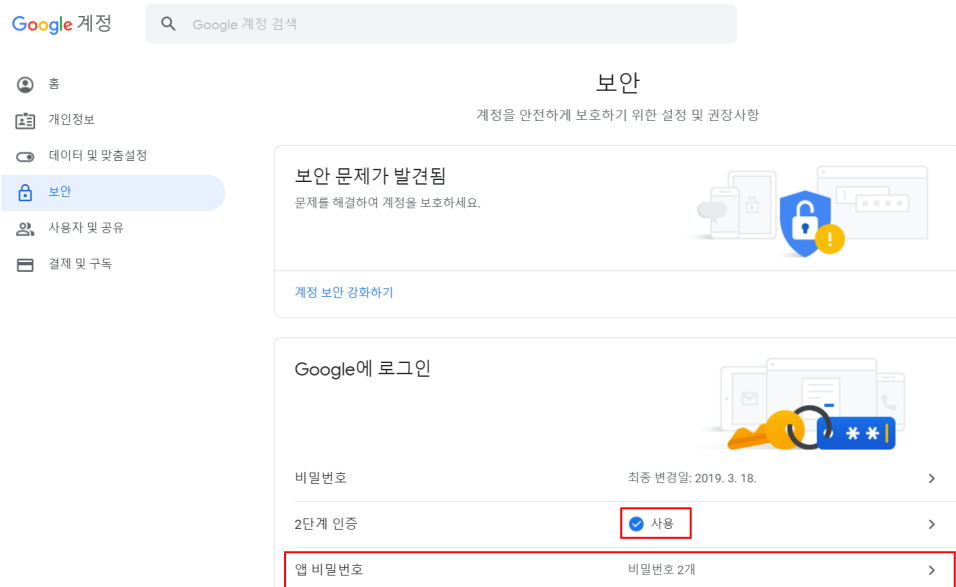 Google 계정
Google 계정 검색
홈
개인정보
데이터 및 맞춤설정
보안
사용자 및 공유
결제 및 구독
보안
계정을 안전하게 보호하기 위한 설정 및 권장사항
보안 문제가 발견됨
문제를 해결하여 계정을 보호하세요.
계정 보안 강화하기
Google에 로그인
**
비밀번호 최종 변경일: 2019. 3. 18.
2단계 인증 사용
앱 비밀번호 비밀번호 2개